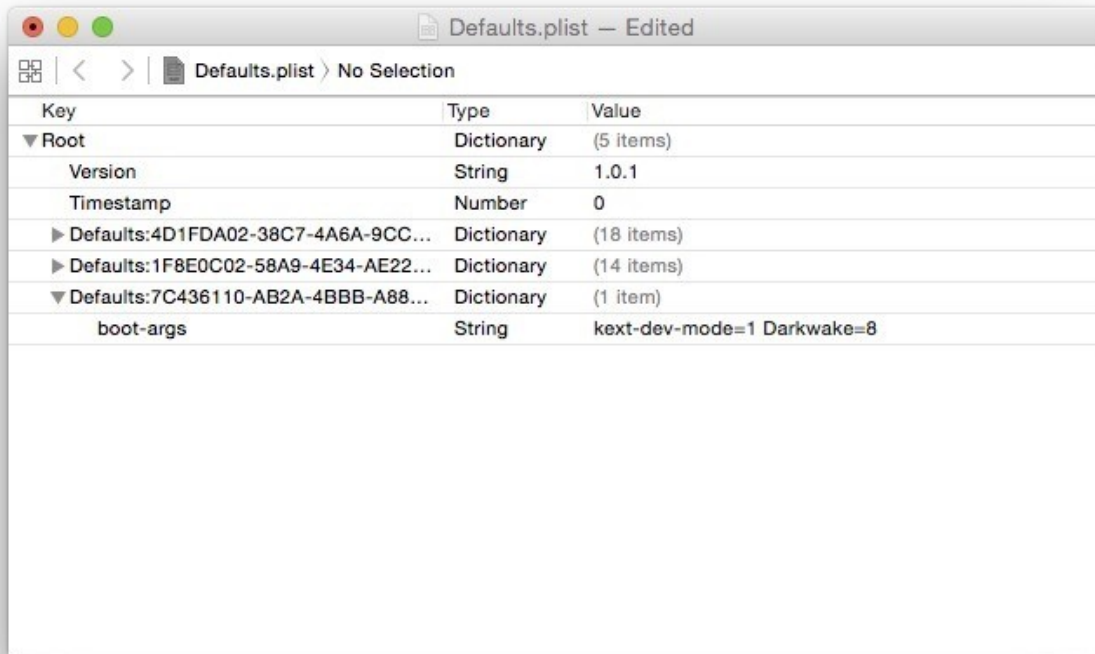 Defaults.plist — Edited
Defaults.plist 〉 No Selection
Key Type Value
Root Dictionary (5 items)
Version String 1.0.1
Timestamp Number 0
Defaults:4D1FDA02-38C7-4A6A-9CC... Dictionary (18 items)
Defaults:1F8E0C02-58A9-4E34-AE22... Dictionary (14 items)
Defaults:7C436110-AB2A-4BBB-A88... Dictionary (1 item)
boot-args String kext-dev-mode=1 Darkwake=8